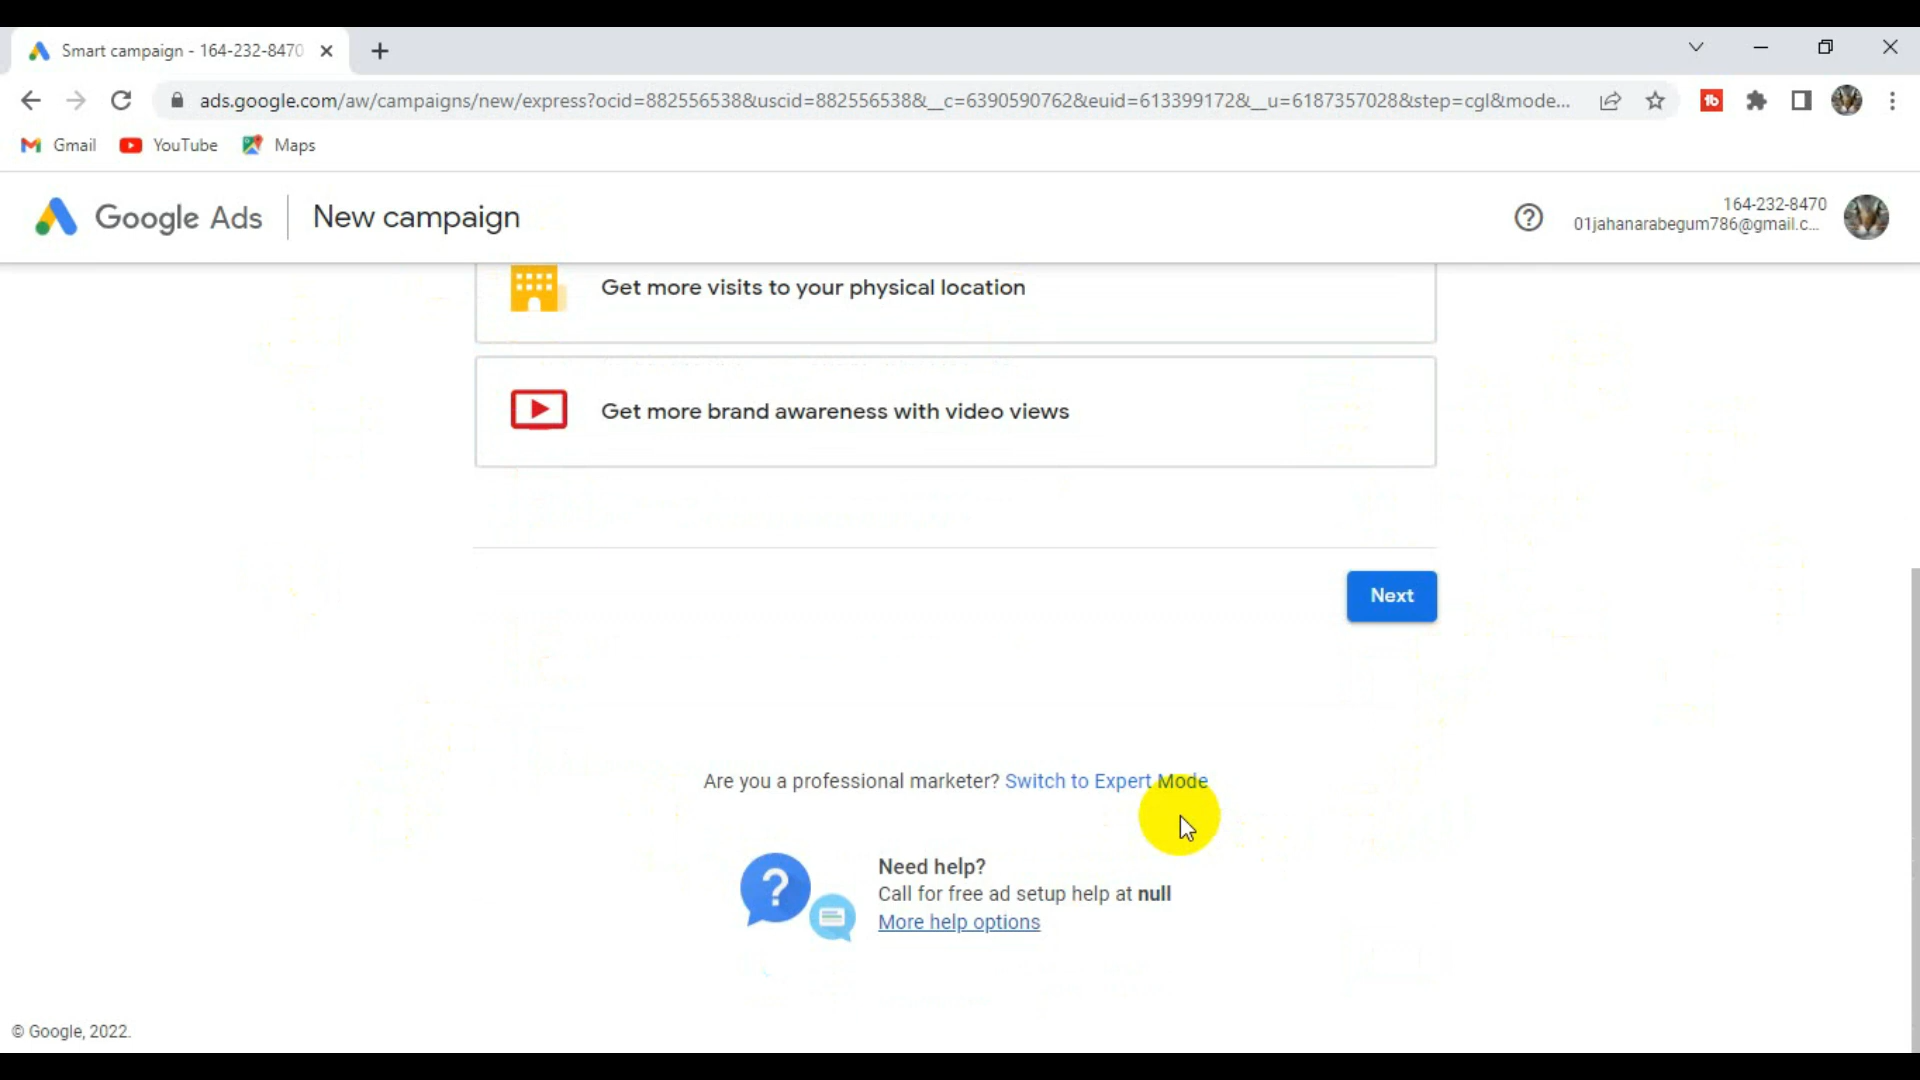 Smart campaign - 164-232-8470
ads.google.com/aw/campaigns/new/express?ocid=882556538&uscid=882556538&__c=6390590762&euid=613399172&__u=6187357028&step=cgl&mode...
Gmail YouTube Maps
Google Ads New campaign
164-232-8470
01jahanarabegum786@gmail.c...
Get more visits to your physical location
Get more brand awareness with video views
Next
Are you a professional marketer? Switch to Expert Mode
?
Need help?
Call for free ad setup help at null
More help options
© Google, 2022.